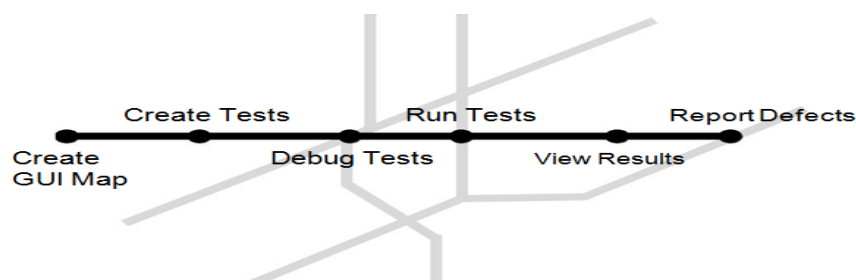 Create Tests
Run Tests
Report Defects
Create
GUI Map
Debug Tests
View Results